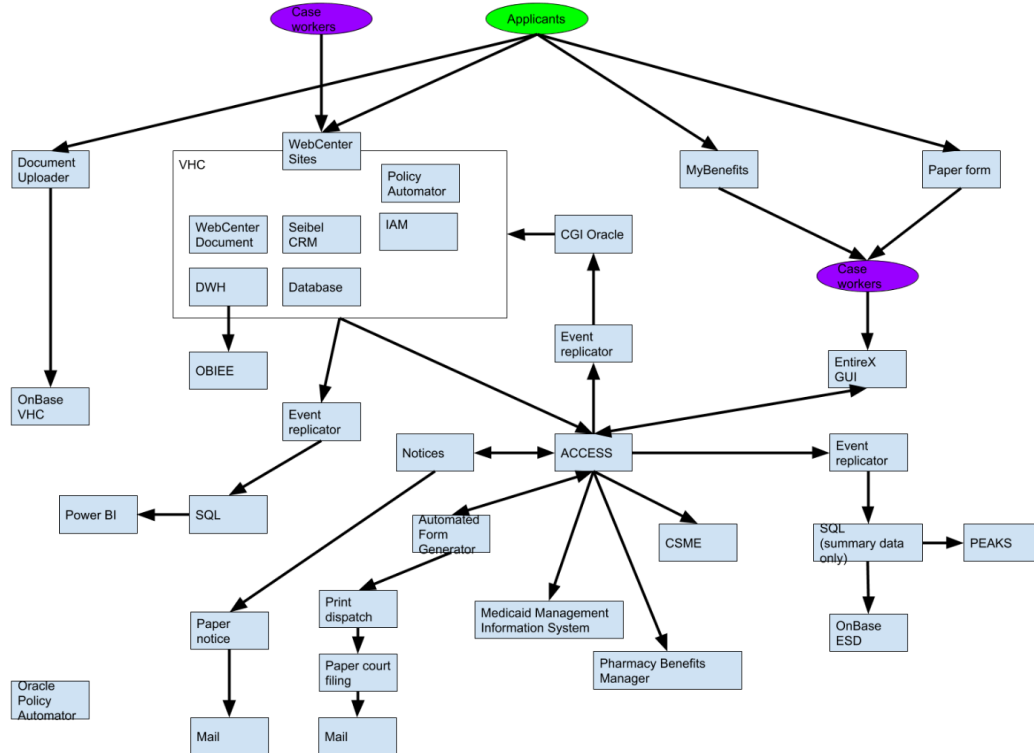 Case
workers
Applicants
Document
Uploader
WebCenter
Sites
VHC
Policy
Automator
MyBenefits
Paper form
WebCenter
Document
Seibel
CRM
IAM
CGI Oracle
Case
workers
DWH
Database
Event
replicator
OBIEE
EntireX
GUI
OnBase
VHC
Event
replicator
Notices
ACCESS
Event
replicator
Power BI
SQL
Automated
Form
Generator
CSME
SQL
(summary data
only)
PEAKS
Paper
notice
Print
dispatch
Medicaid Management
Information System
OnBase
ESD
Paper court
filing
Pharmacy Benefits
Manager
Oracle
Policy
Automator
Mail
Mail